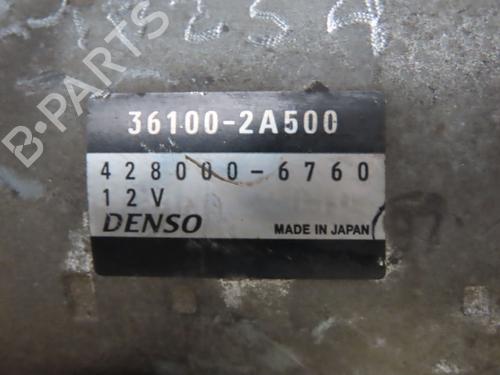 36100-2A500
428000-6760
12V
DENSO
MADE IN JAPAN
B-PARTS